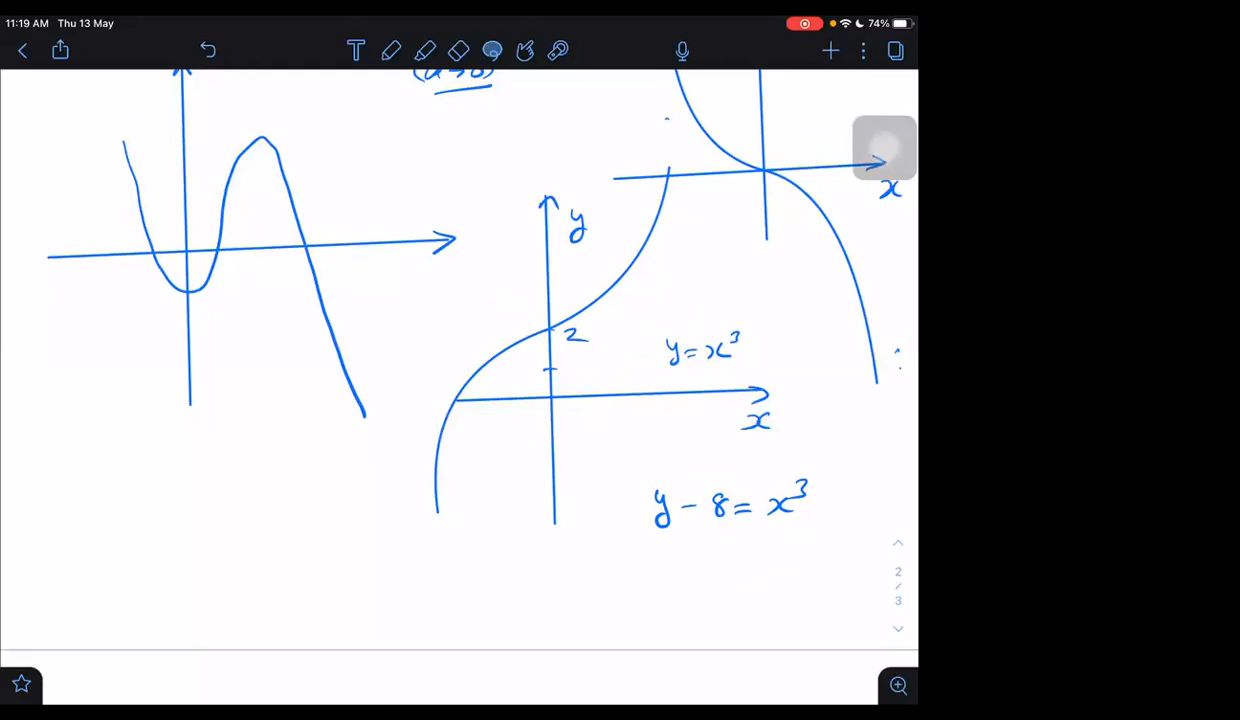 11:19 AM Thu 13 May
74%
T
x
y
2
y = x³
x
y - 8 = x³
2
/
3